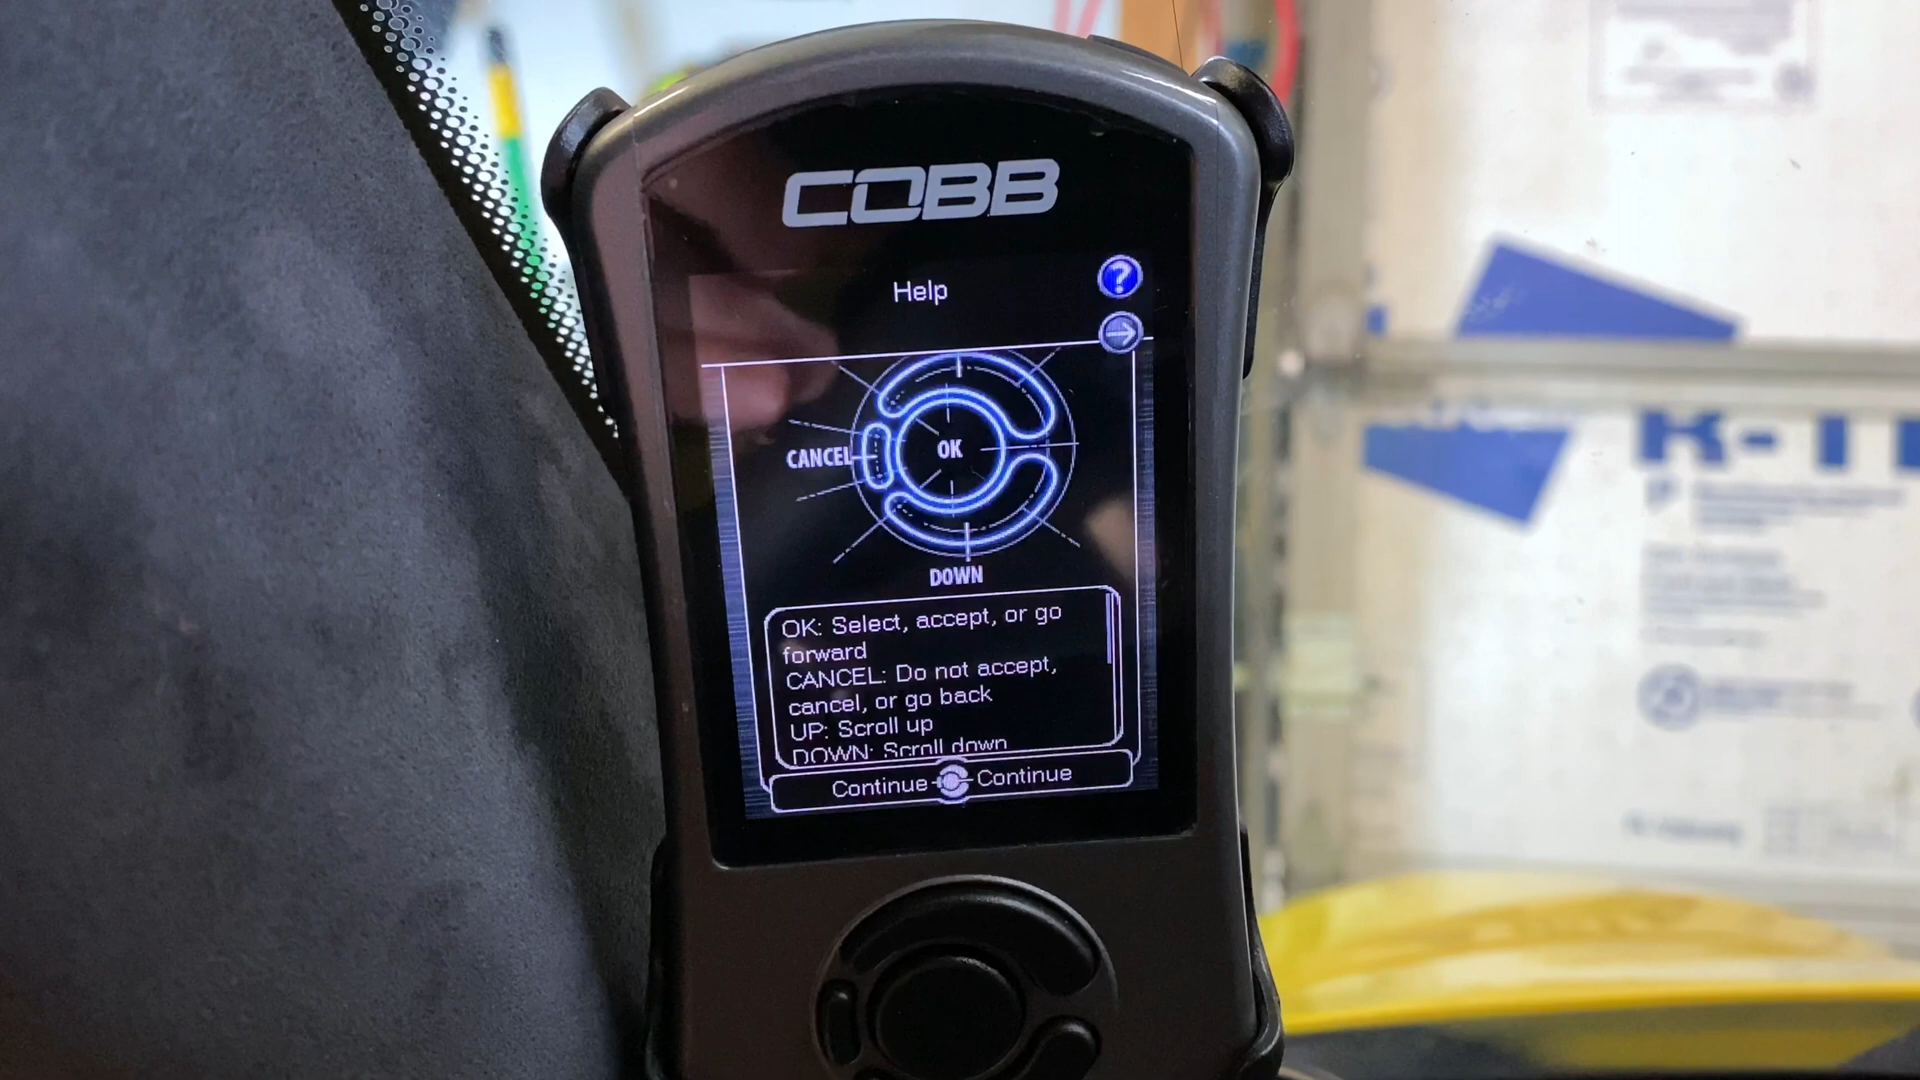 COBB
Help
?
CANCEL
OK
DOWN
OK: Select, accept, or go
forward
CANCEL: Do not accept,
cancel, or go back
UP: Scroll up
DOWN: Scroll down
Continue Continue